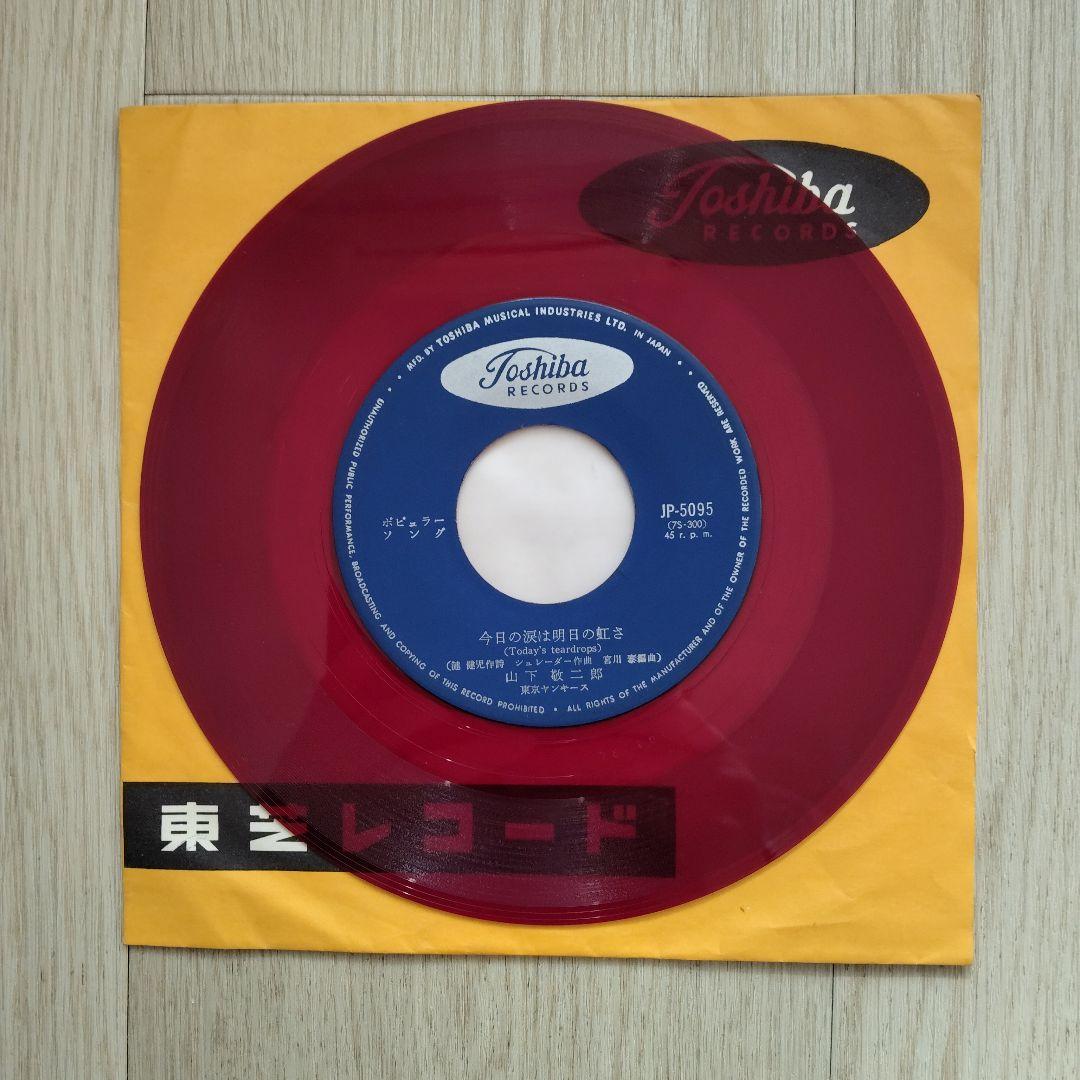 Toshiba
RECORDS
• • MFD. BY TOSHIBA MUSICAL INDUSTRIES LTD. IN JAPAN • •
Toshiba
RECORDS
UNAUTHORIZED PUBLIC PERFORMANCE, BROADCASTING AND COPYING OF THIS RECORD PROHIBITED • ALL RIGHTS OF THE MANUFACTURER AND OF THE OWNER OF THE RECORDED WORK ARE RESERVED
ポピュラー
ソング
JP-5095
(7S-300)
45 r. p. m.
今日の涙は明日の虹さ
(Today's teardrops)
(漣 健児作詩 シュレーダー作曲 宮川 泰編曲)
山下 敬二郎
東京ヤンキース
東芝レコード